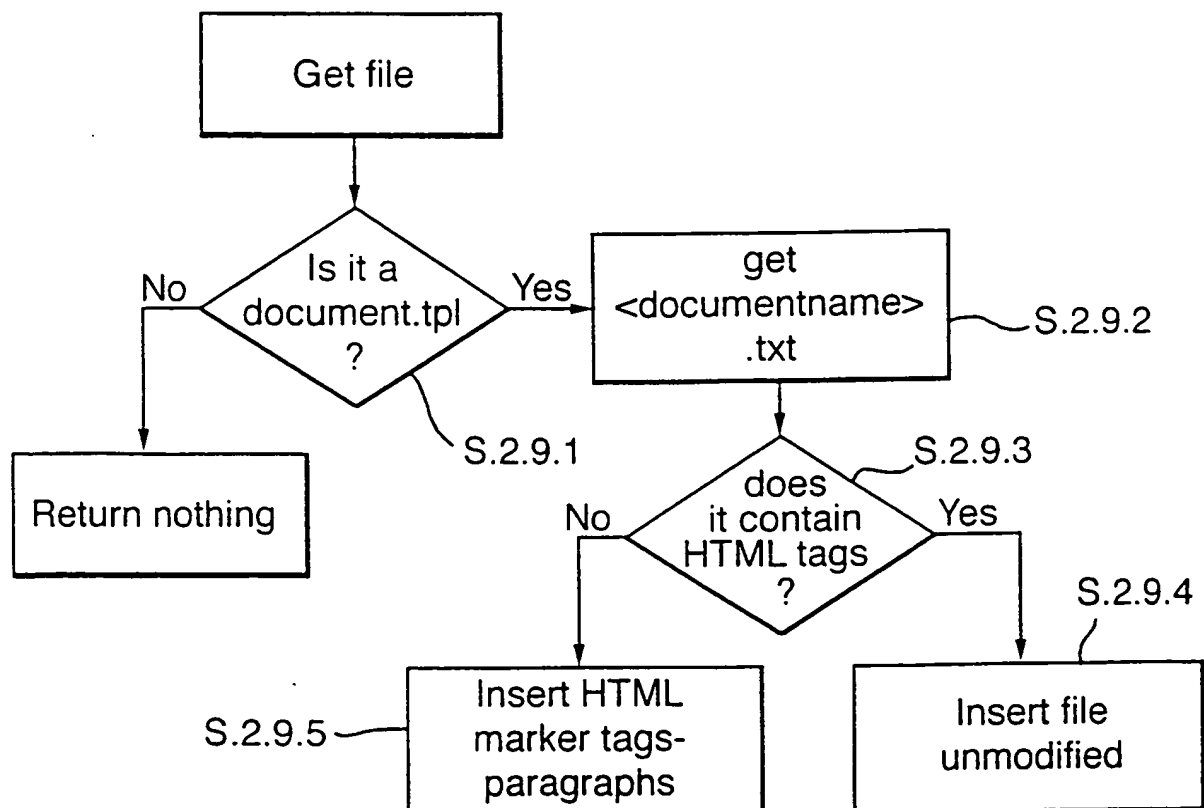 Get file
Is it a
document.tpl
?
No
Yes
get
<documentname>
.txt
S.2.9.2
S.2.9.1
Return nothing
S.2.9.3
does
it contain
HTML tags
?
No
Yes
S.2.9.4
S.2.9.5
Insert HTML
marker tags-
paragraphs
Insert file
unmodified